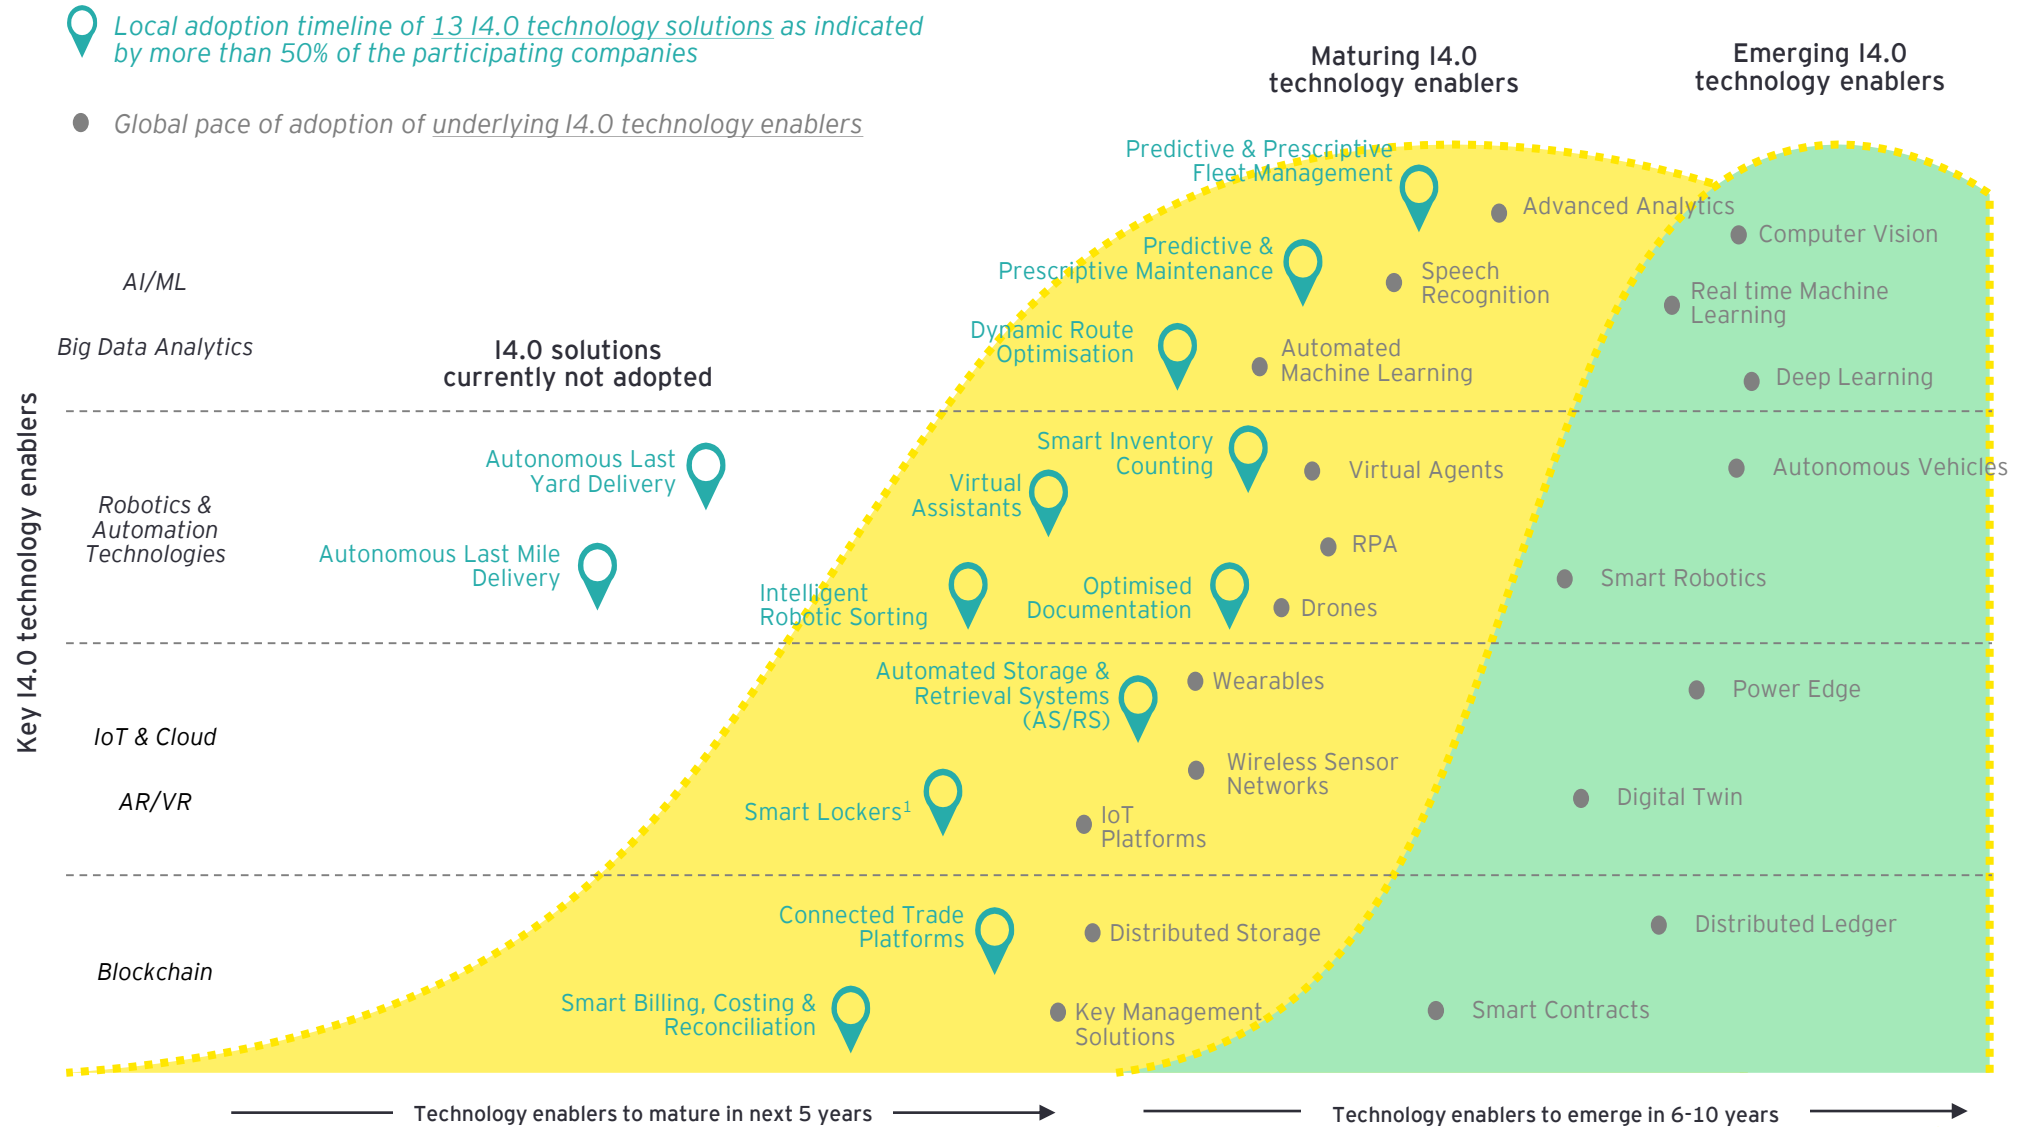 Local adoption timeline of 13 I4.0 technology solutions as indicated
by more than 50% of the participating companies
Global pace of adoption of underlying I4.0 technology enablers
Maturing I4.0
technology enablers
Emerging I4.0
technology enablers
Key I4.0 technology enablers
AI/ML
Big Data Analytics
I4.0 solutions
currently not adopted
Predictive & Prescriptive
Fleet Management
Advanced Analytics
Computer Vision
Predictive &
Prescriptive Maintenance
Speech
Recognition
Real time Machine
Learning
Dynamic Route
Optimisation
Automated
Machine Learning
Deep Learning
Robotics &
Automation
Technologies
Autonomous Last
Yard Delivery
Autonomous Last Mile
Delivery
Smart Inventory
Counting
Virtual
Assistants
Virtual Agents
Autonomous Vehicles
RPA
Intelligent
Robotic Sorting
Optimised
Documentation
Drones
Smart Robotics
IoT & Cloud
AR/VR
Automated Storage &
Retrieval Systems
(AS/RS)
Wearables
Power Edge
Wireless Sensor
Networks
Smart Lockers¹
IoT
Platforms
Digital Twin
Blockchain
Connected Trade
Platforms
Distributed Storage
Distributed Ledger
Smart Billing, Costing &
Reconciliation
Key Management
Solutions
Smart Contracts
Technology enablers to mature in next 5 years
Technology enablers to emerge in 6-10 years